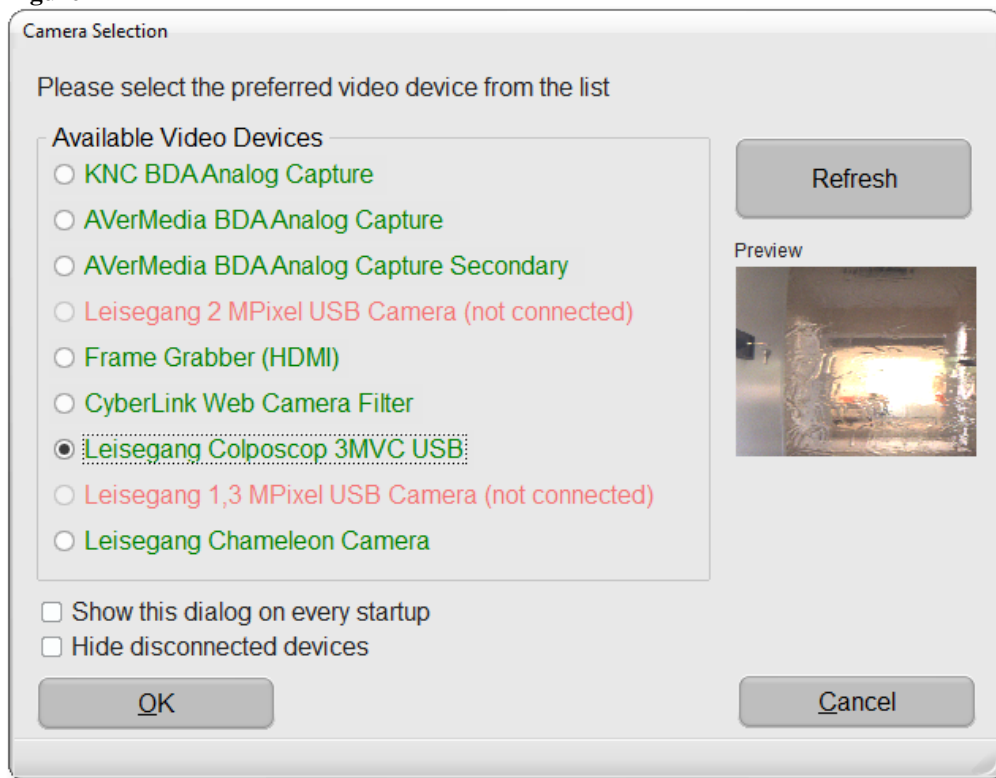 Camera Selection
Please select the preferred video device from the list
Available Video Devices
KNC BDA Analog Capture
AVerMedia BDA Analog Capture
AVerMedia BDA Analog Capture Secondary
Leisegang 2 MPixel USB Camera (not connected)
Frame Grabber (HDMI)
CyberLink Web Camera Filter
Leisegang Colposcop 3MVC USB
Leisegang 1,3 MPixel USB Camera (not connected)
Leisegang Chameleon Camera
Refresh
Preview
Show this dialog on every startup
Hide disconnected devices
OK
Cancel